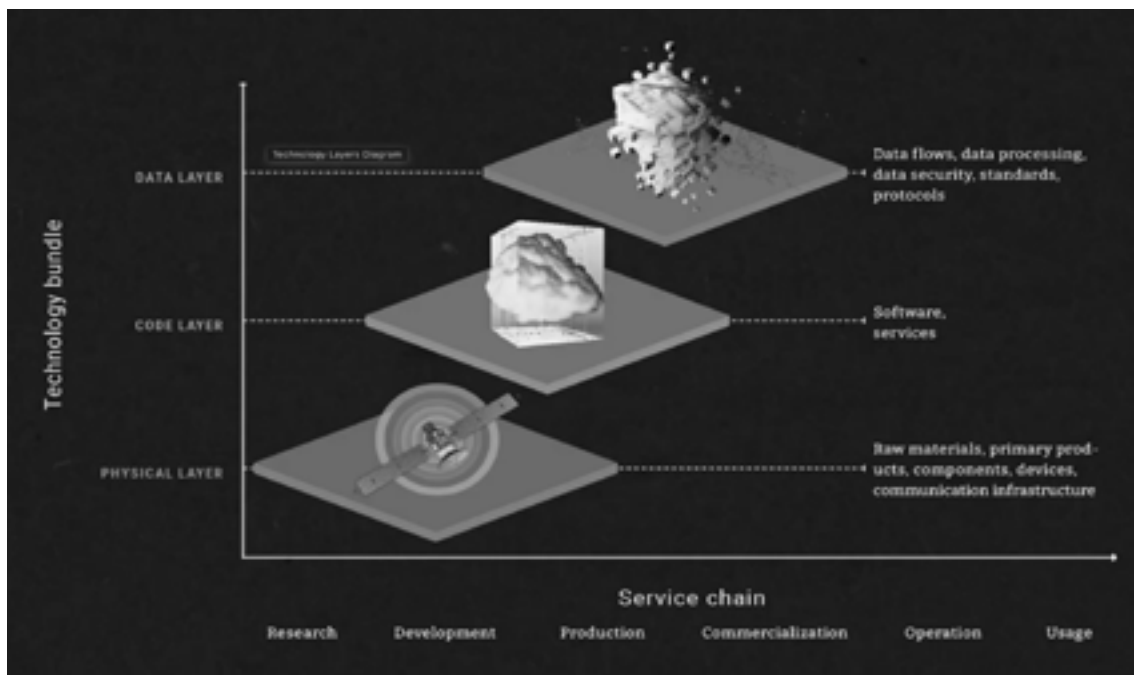 Technology Layers Diagram
DATA LAYER
Data flows, data processing,
data security, standards,
protocols
Technology bundle
CODE LAYER
Software,
services
PHYSICAL LAYER
Raw materials, primary prod-
ucts, components, devices,
communication infrastructure
Service chain
Research Development Production Commercialization Operation Usage